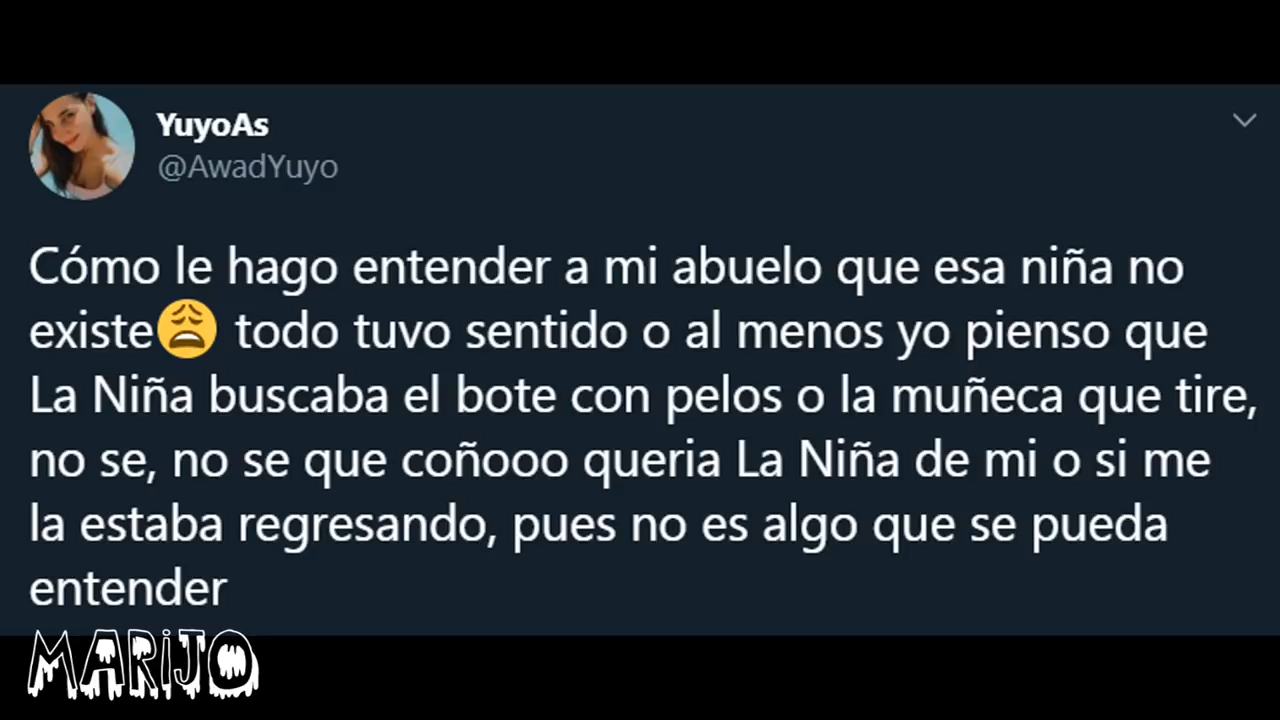 YuyoAs
@AwadYuyo
Cómo le hago entender a mi abuelo que esa niña no
existe😩 todo tuvo sentido o al menos yo pienso que
La Niña buscaba el bote con pelos o la muñeca que tire,
no se, no se que coñooo queria La Niña de mi o si me
la estaba regresando, pues no es algo que se pueda
entender
MARiJO